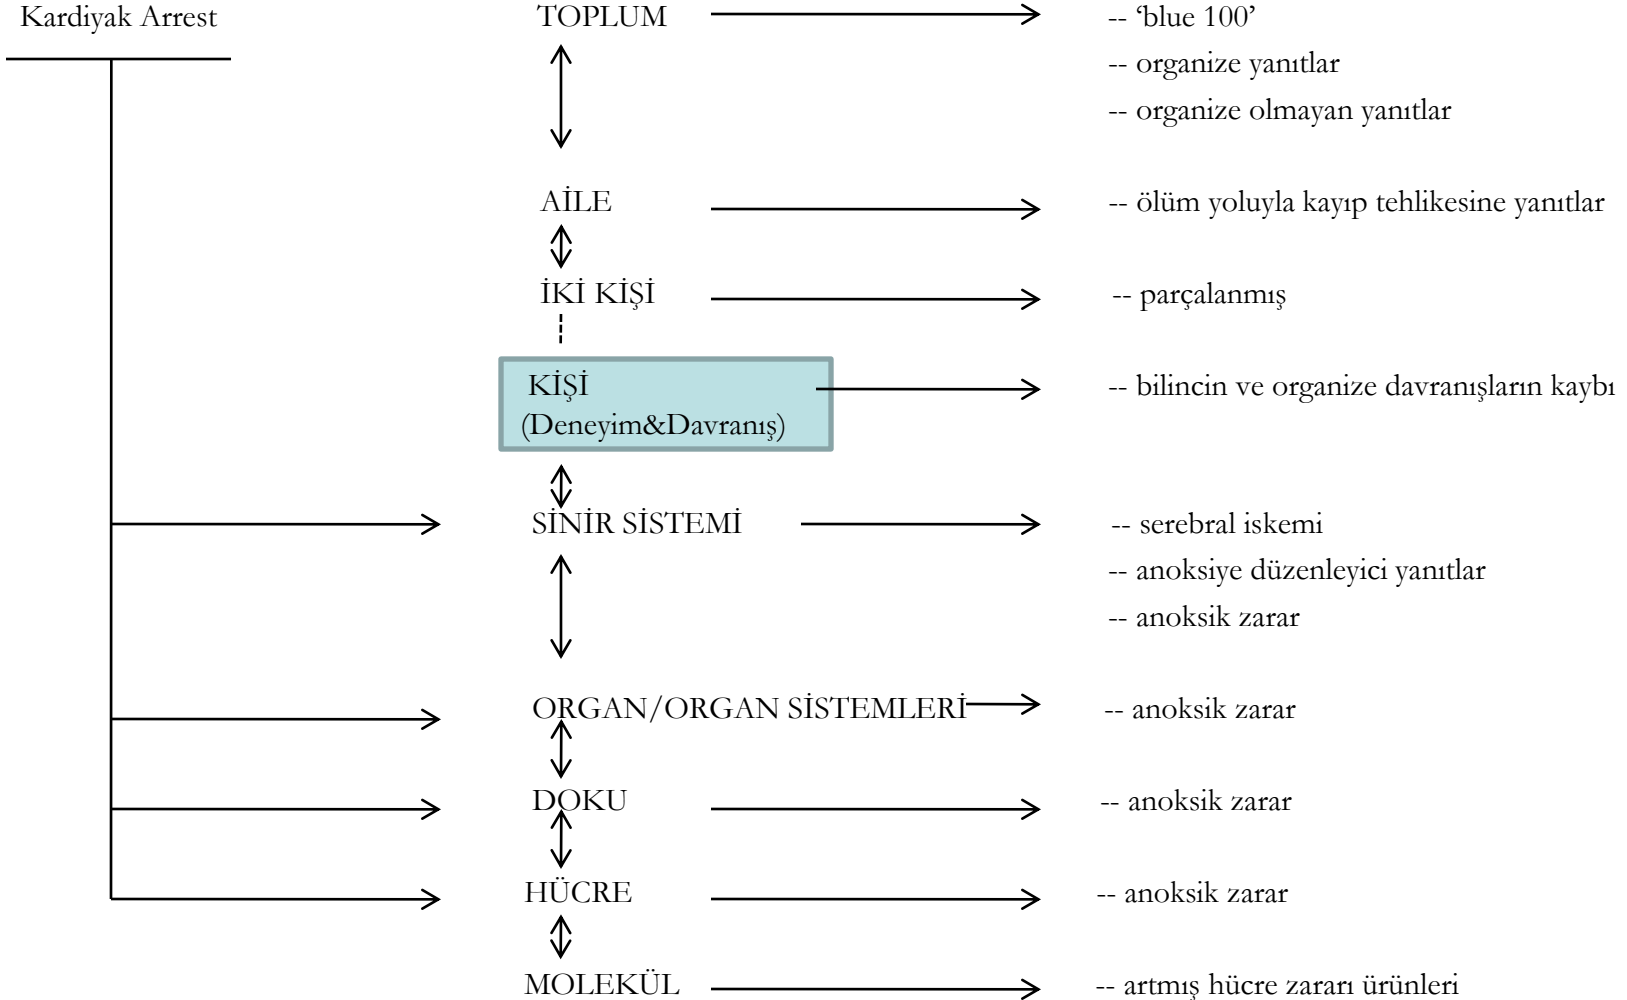 Kardiyak Arrest
TOPLUM
-- ‘blue 100’
-- organize yanıtlar
-- organize olmayan yanıtlar
AİLE
-- ölüm yoluyla kayıp tehlikesine yanıtlar
İKİ KİŞİ
-- parçalanmış
KİŞİ
(Deneyim&Davranış)
-- bilincin ve organize davranışların kaybı
SİNİR SİSTEMİ
-- serebral iskemi
-- anoksiye düzenleyici yanıtlar
-- anoksik zarar
ORGAN/ORGAN SİSTEMLERİ
-- anoksik zarar
DOKU
-- anoksik zarar
HÜCRE
-- anoksik zarar
MOLEKÜL
-- artmış hücre zararı ürünleri